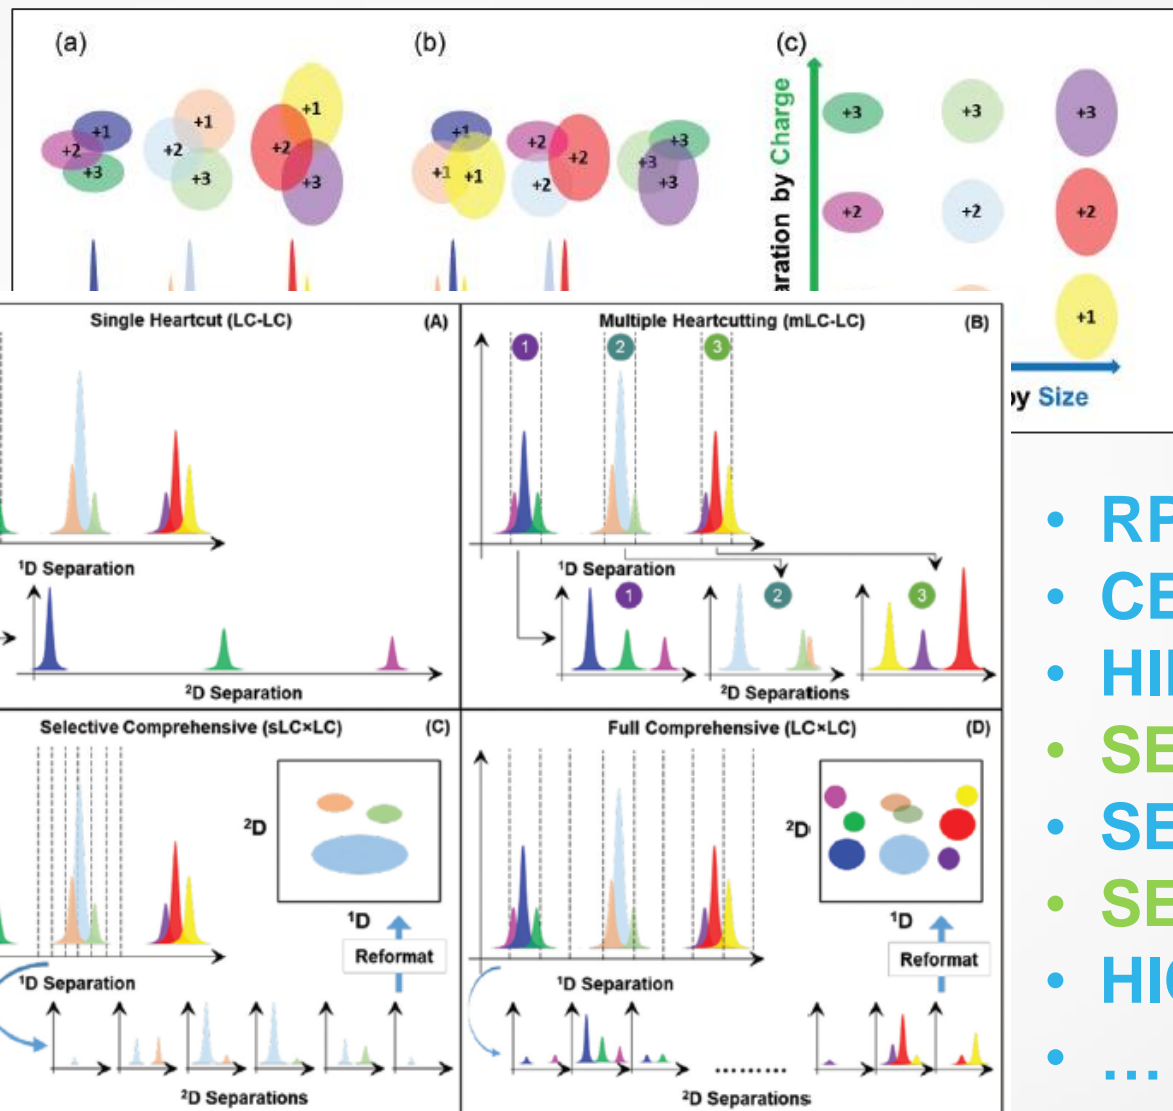 (a)
(b)
(c)
+1
+2
+3
+1
+2
+3
+1
+2
+3
+1
+1
+1
+2
+2
+2
+3
+3
+3
+3
+3
+2
+2
+2
+1
aration by Charge
by Size
Single Heartcut (LC-LC)
(A)
¹D Separation
²D Separation
Multiple Heartcutting (mLC-LC)
(B)
1
2
3
¹D Separation
1
2
3
²D Separations
Selective Comprehensive (sLC×LC)
(C)
²D
¹D
Reformat
¹D Separation
²D Separations
Full Comprehensive (LC×LC)
(D)
²D
¹D
Reformat
¹D Separation
.........
²D Separations
• RP
• CE
• HI
• SE
• SE
• SE
• HIC
• ...